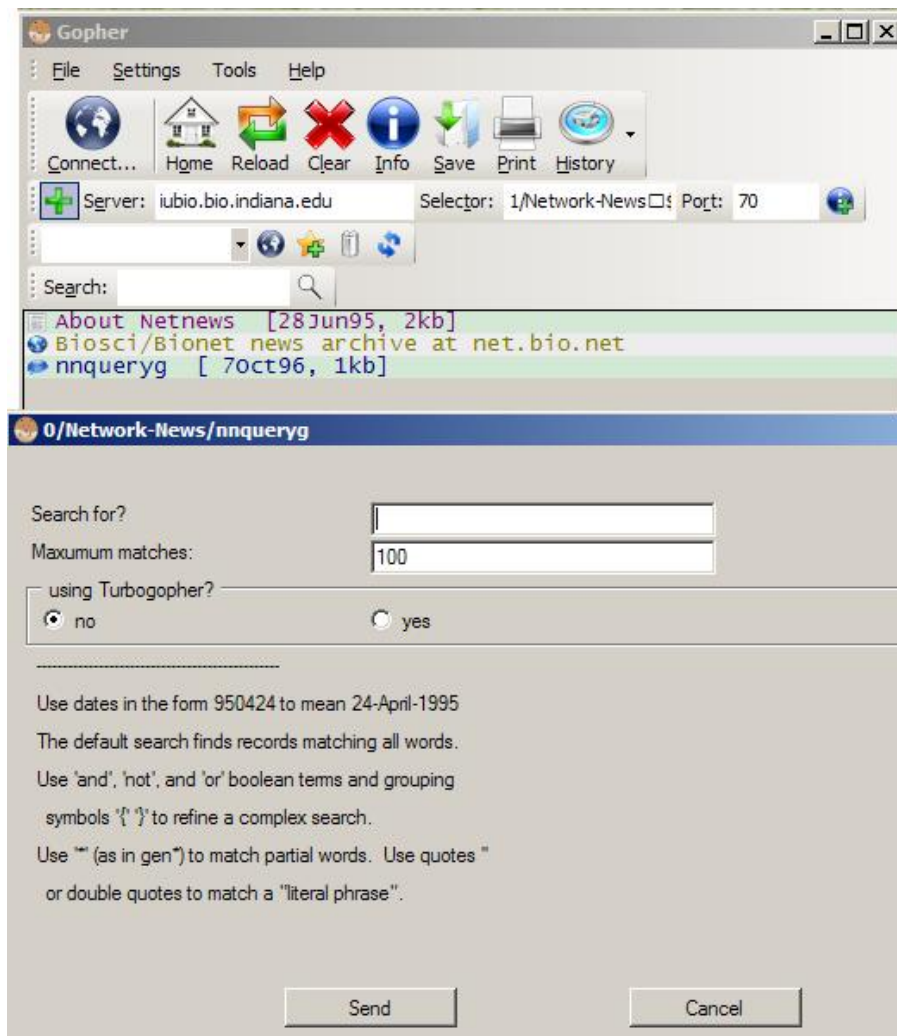 Gopher
File Settings Tools Help
Connect... Home Reload Clear Info Save Print History
Server: iubio.bio.indiana.edu Selector: 1/Network-News□ Port: 70
Search:
About Netnews [28Jun95, 2kb]
Biosci/Bionet news archive at net.bio.net
nnqueryg [ 7Oct96, 1kb]
0/Network-News/nnqueryg
Search for?
Maxumum matches: 100
using Turbogopher?
no yes
----------------------------------------------
Use dates in the form 950424 to mean 24-April-1995
The default search finds records matching all words.
Use 'and', 'not', and 'or' boolean terms and grouping
symbols '{' '}' to refine a complex search.
Use '*' (as in gen*) to match partial words. Use quotes "
or double quotes to match a "literal phrase".
Send Cancel